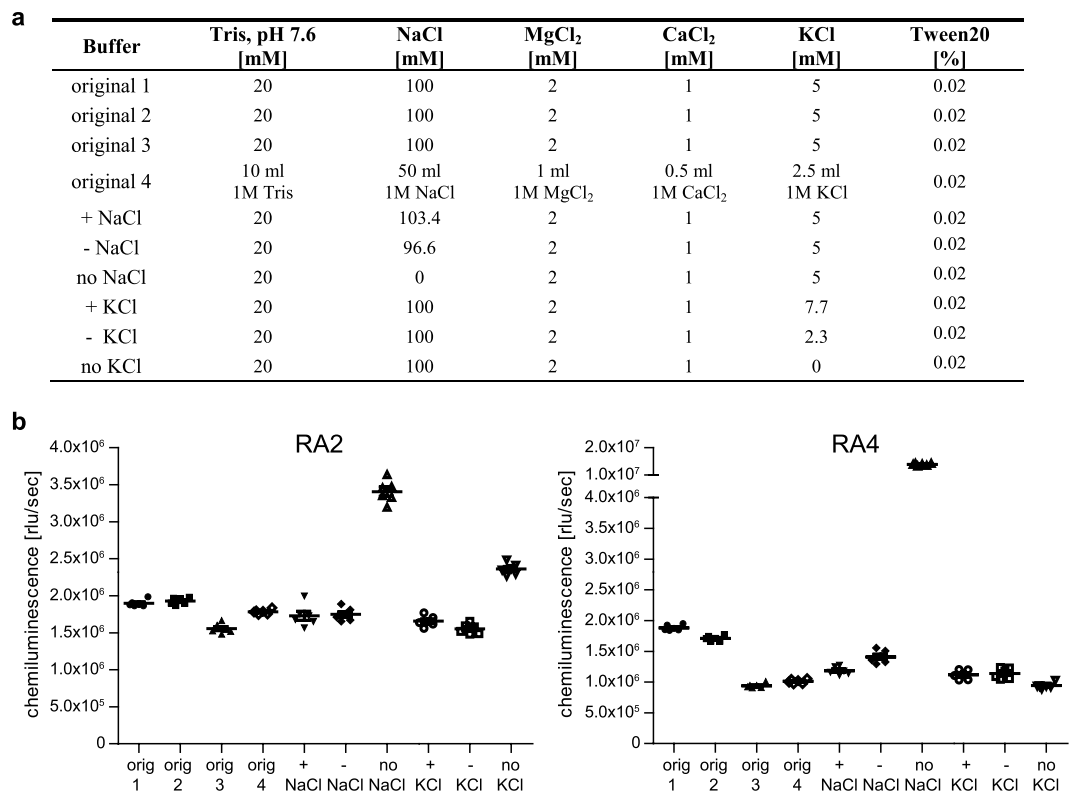 a
Buffer Tris, pH 7.6 [mM] NaCl [mM] MgCl₂ [mM] CaCl₂ [mM] KCl [mM] Tween20 [%]
original 1 20 100 2 1 5 0.02
original 2 20 100 2 1 5 0.02
original 3 20 100 2 1 5 0.02
original 4 10 ml 1M Tris 50 ml 1M NaCl 1 ml 1M MgCl₂ 0.5 ml 1M CaCl₂ 2.5 ml 1M KCl 0.02
+ NaCl 20 103.4 2 1 5 0.02
- NaCl 20 96.6 2 1 5 0.02
no NaCl 20 0 2 1 5 0.02
+ KCl 20 100 2 1 7.7 0.02
- KCl 20 100 2 1 2.3 0.02
no KCl 20 100 2 1 0 0.02
b
RA2
chemiluminescence [rlu/sec]
4.0x10⁶
3.5x10⁶
3.0x10⁶
2.5x10⁶
2.0x10⁶
1.5x10⁶
1.0x10⁶
5.0x10⁵
0
orig 1 orig 2 orig 3 orig 4 + NaCl - NaCl no NaCl + KCl - KCl no KCl
RA4
chemiluminescence [rlu/sec]
2.0x10⁷
1.0x10⁷
4.0x10⁶
3.5x10⁶
3.0x10⁶
2.5x10⁶
2.0x10⁶
1.5x10⁶
1.0x10⁶
5.0x10⁵
0
orig 1 orig 2 orig 3 orig 4 + NaCl - NaCl no NaCl + KCl - KCl no KCl